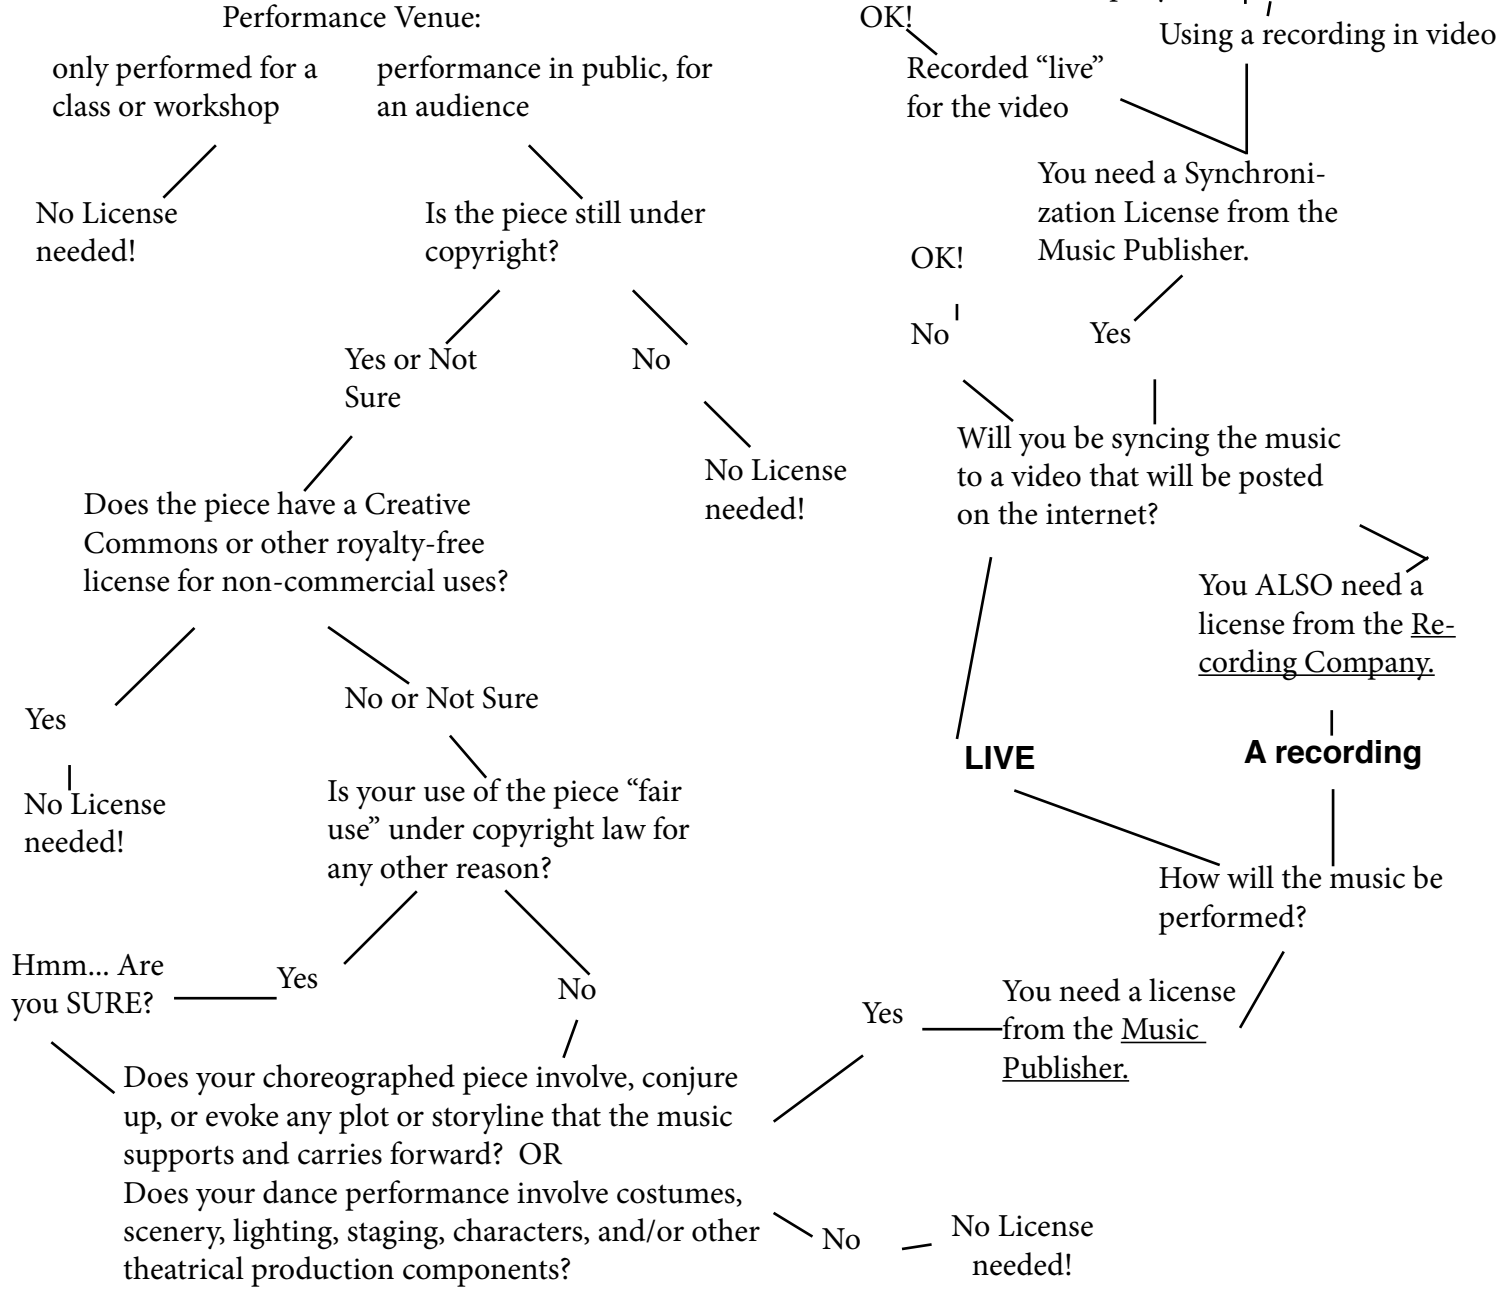 Performance Venue:
only performed for a
class or workshop
performance in public, for
an audience
No License
needed!
Is the piece still under
copyright?
Yes or Not
Sure
No
No License
needed!
Does the piece have a Creative
Commons or other royalty-free
license for non-commercial uses?
Yes
No License
needed!
No or Not Sure
Is your use of the piece “fair
use” under copyright law for
any other reason?
Hmm... Are
you SURE?
Yes
No
Does your choreographed piece involve, conjure
up, or evoke any plot or storyline that the music
supports and carries forward?  OR
Does your dance performance involve costumes,
scenery, lighting, staging, characters, and/or other
theatrical production components?
No
No License
needed!
Yes
You need a license
from the Music
Publisher.
How will the music be
performed?
LIVE
A recording
You ALSO need a
license from the Re-
cording Company.
Will you be syncing the music
to a video that will be posted
on the internet?
No
OK!
Yes
You need a Synchroni-
zation License from the
Music Publisher.
Recorded “live”
for the video
OK!
Using a recording in video